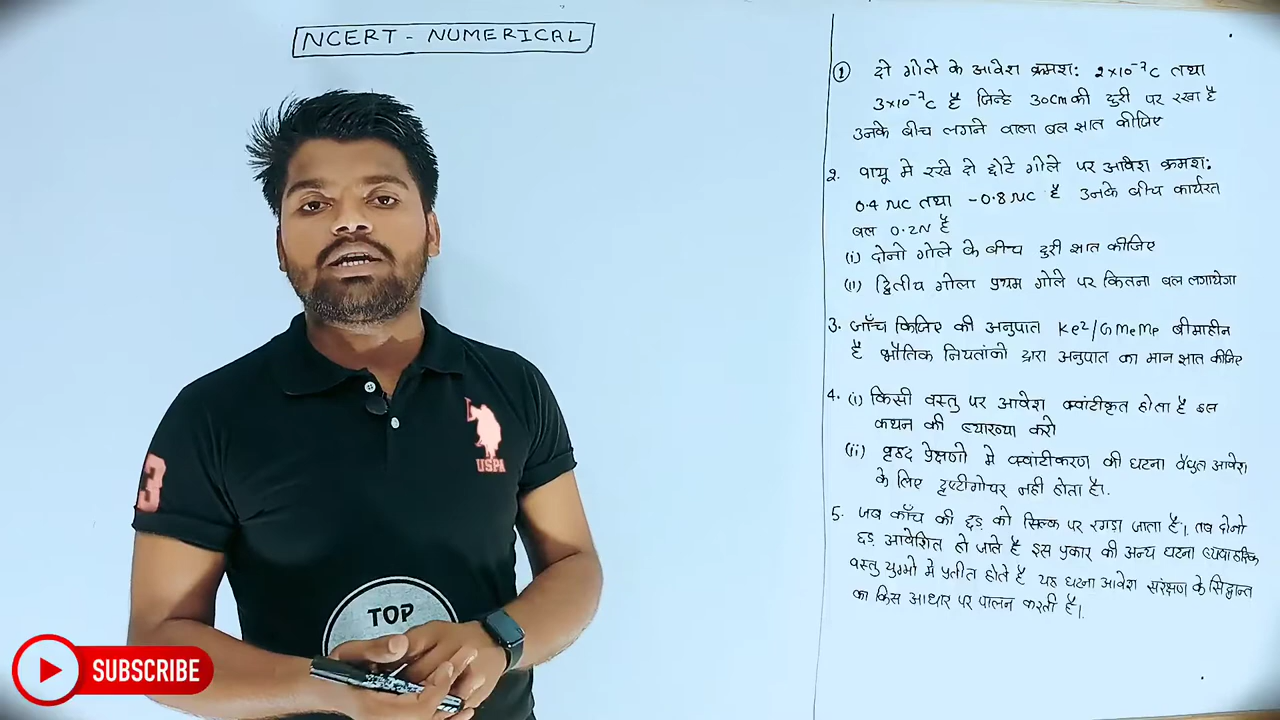 NCERT - NUMERICAL
① दो गोले के आवेश क्रमश: 2×10⁻⁷C तथा
3×10⁻⁷C है जिन्हे 30cm की दुरी पर रखा है
उनके बीच लगने वाला बल ज्ञात कीजिए
2. वायू मे रखे दो छोटे गोले पर आवेश क्रमश:
0.4 μC तथा -0.8 μC है उनके बीच कार्यरत
बल 0.2N है
(i) दोनो गोले के बीच दुरी ज्ञात कीजिए
(ii) द्वितीय गोला प्रथम गोले पर कितना बल लगायेगा
3. जाँच किजिए की अनुपात Ke²/GMeMp बीमाहीन
है भौतिक नियतांको द्वारा अनुपात का मान ज्ञात कीजिए
4. (i) किसी वस्तु पर आवेश क्वांटीकृत होता है इस
कथन की व्याख्या करो
(ii) वृहद प्रेक्षणो मे क्वांटीकरण की घटना वैधुत आवेश
के लिए दृष्टीगोचर नही होता है।
5. जब काँच की छड़ को सिल्क पर रगडा जाता है। तब दोनो
छड़ आवेशित हो जाते है इस प्रकार की अन्य घटना
वस्तु युग्मो मे प्रतीत होते है यह घटना आवेश संरक्षण के सिद्वान्त
का किस आधार पर पालन करती है।
3
USPA
TOP
SUBSCRIBE